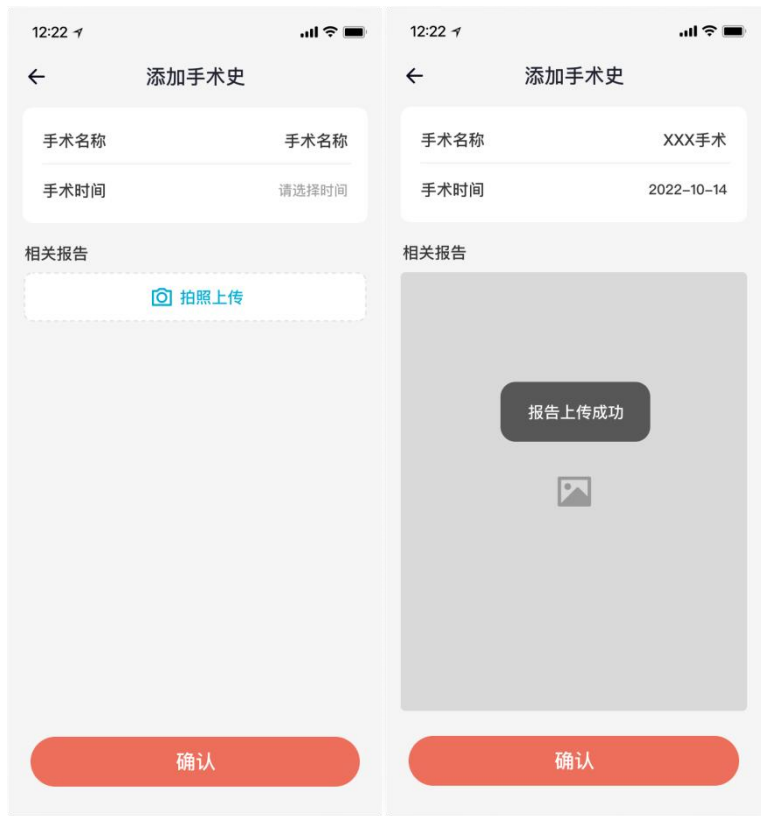 12:22
添加手术史
手术名称 手术名称
手术时间 请选择时间
相关报告
拍照上传
确认
12:22
添加手术史
手术名称 XXX手术
手术时间 2022-10-14
相关报告
报告上传成功
确认